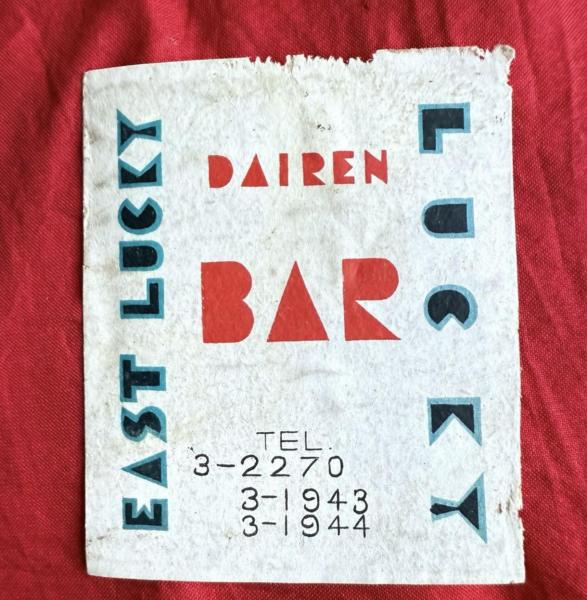 EAST LUCKY
DAIREN
BAR
TEL.
3-2270
3-1943
3-1944
LUCKY